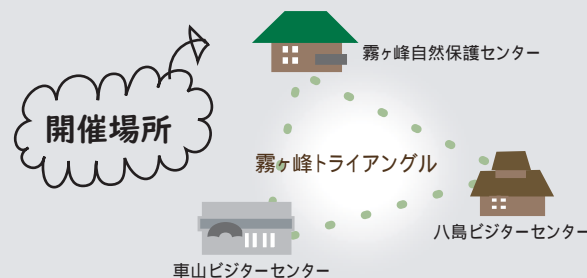 霧ヶ峰自然保護センター
開催場所
霧ヶ峰トライアングル
八島ビジターセンター
車山ビジターセンター